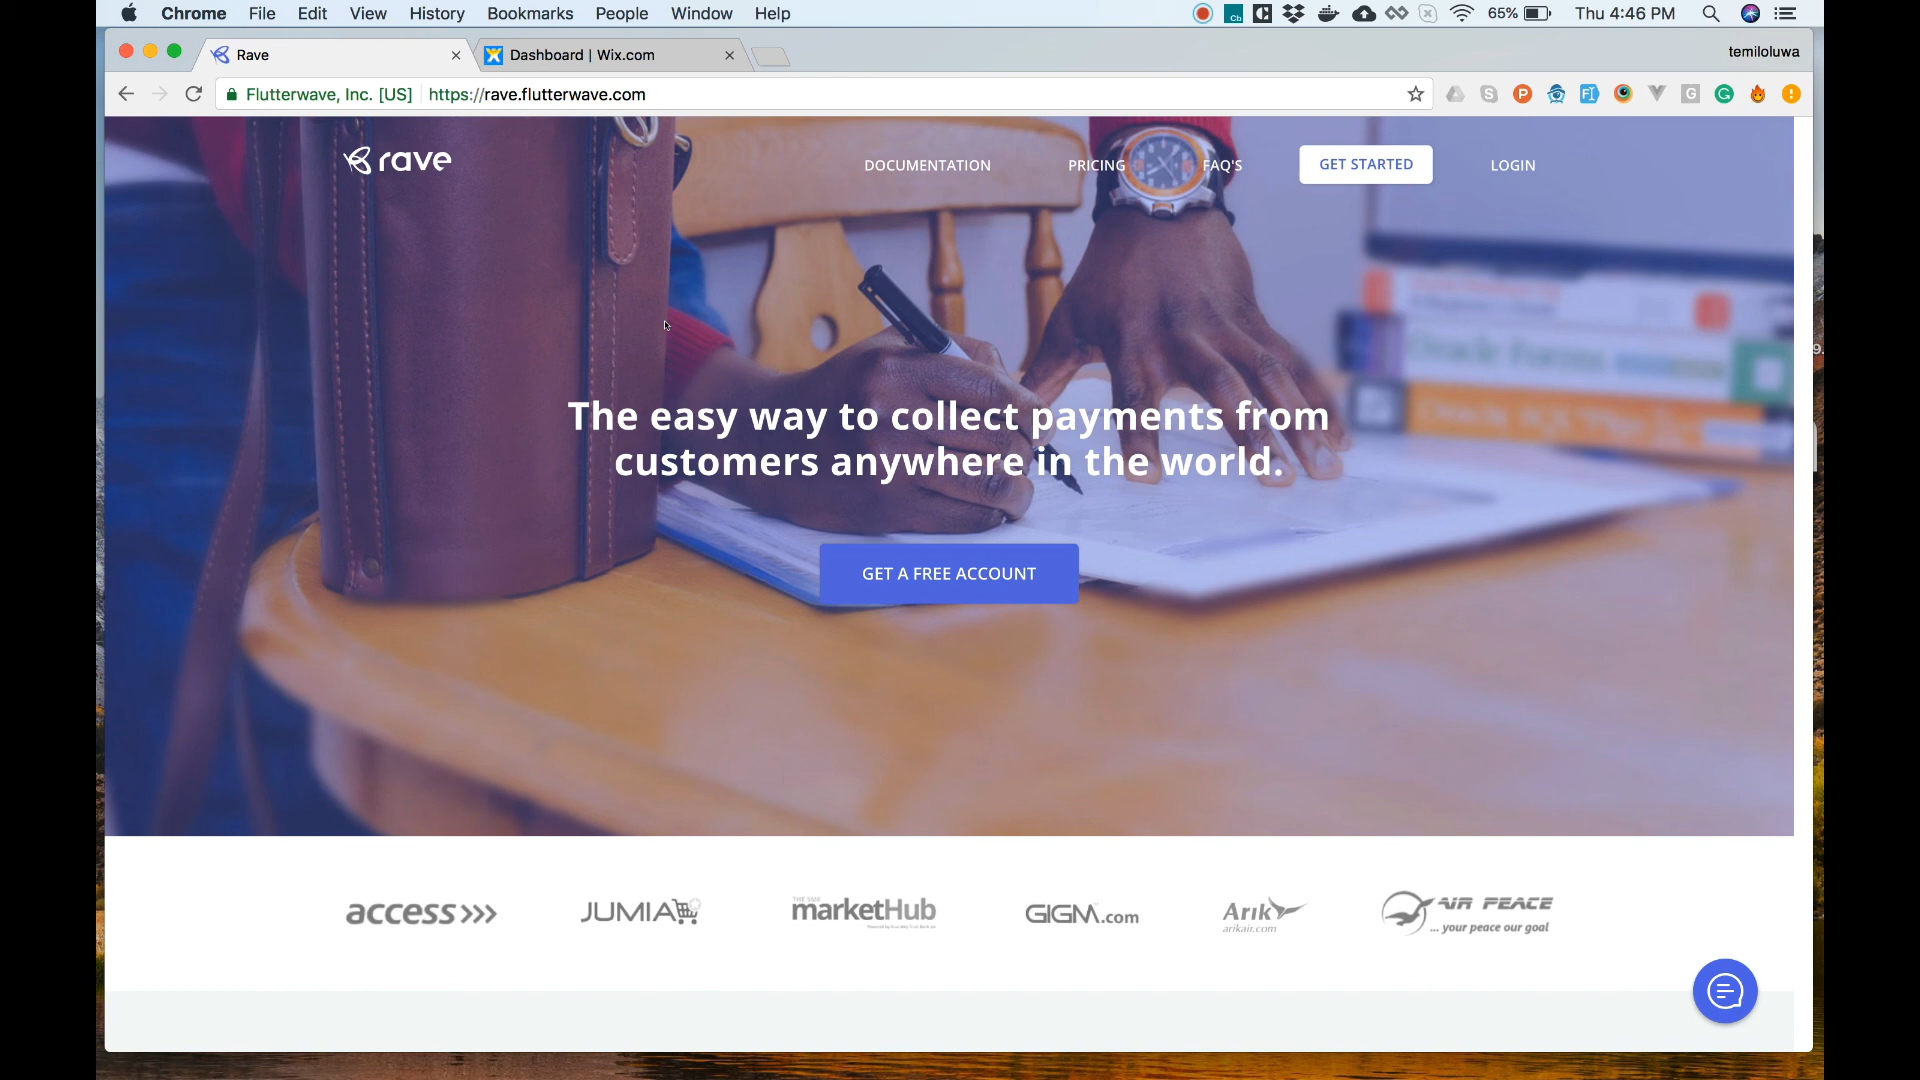 Chrome File Edit View History Bookmarks People Window Help
65% Thu 4:46 PM
Rave
Dashboard | Wix.com
temiloluwa
Flutterwave, Inc. [US] https://rave.flutterwave.com
rave
DOCUMENTATION
PRICING
FAQ'S
GET STARTED
LOGIN
The easy way to collect payments from
customers anywhere in the world.
GET A FREE ACCOUNT
access>>>
JUMIA
THE SME
marketHub
GIGM.com
Arik
arikair.com
AIR PEACE
... your peace our goal